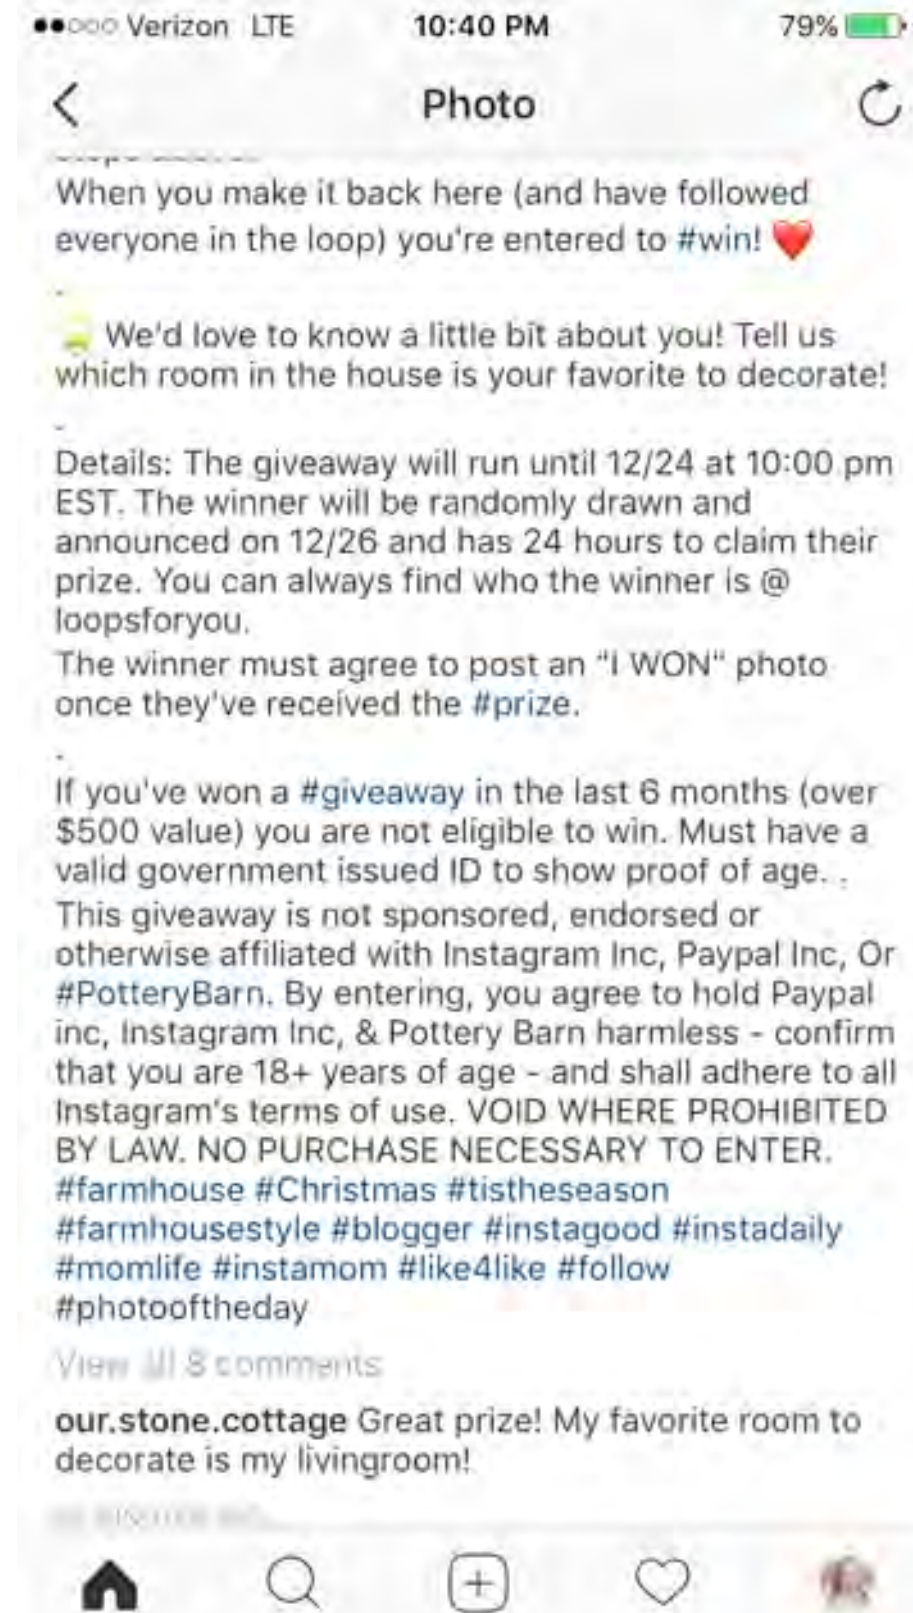 Verizon LTE 10:40 PM 79%
Photo
When you make it back here (and have followed
everyone in the loop) you're entered to #win! ❤️
.
We'd love to know a little bit about you! Tell us
which room in the house is your favorite to decorate!
.
Details: The giveaway will run until 12/24 at 10:00 pm
EST. The winner will be randomly drawn and
announced on 12/26 and has 24 hours to claim their
prize. You can always find who the winner is @
loopsforyou.
The winner must agree to post an "I WON" photo
once they've received the #prize.
.
If you've won a #giveaway in the last 6 months (over
$500 value) you are not eligible to win. Must have a
valid government issued ID to show proof of age. .
This giveaway is not sponsored, endorsed or
otherwise affiliated with Instagram Inc, Paypal Inc, Or
#PotteryBarn. By entering, you agree to hold Paypal
inc, Instagram Inc, & Pottery Barn harmless - confirm
that you are 18+ years of age - and shall adhere to all
Instagram's terms of use. VOID WHERE PROHIBITED
BY LAW. NO PURCHASE NECESSARY TO ENTER.
#farmhouse #Christmas #tistheseason
#farmhousestyle #blogger #instagood #instadaily
#momlife #instamom #like4like #follow
#photooftheday
View all 8 comments
our.stone.cottage Great prize! My favorite room to
decorate is my livingroom!